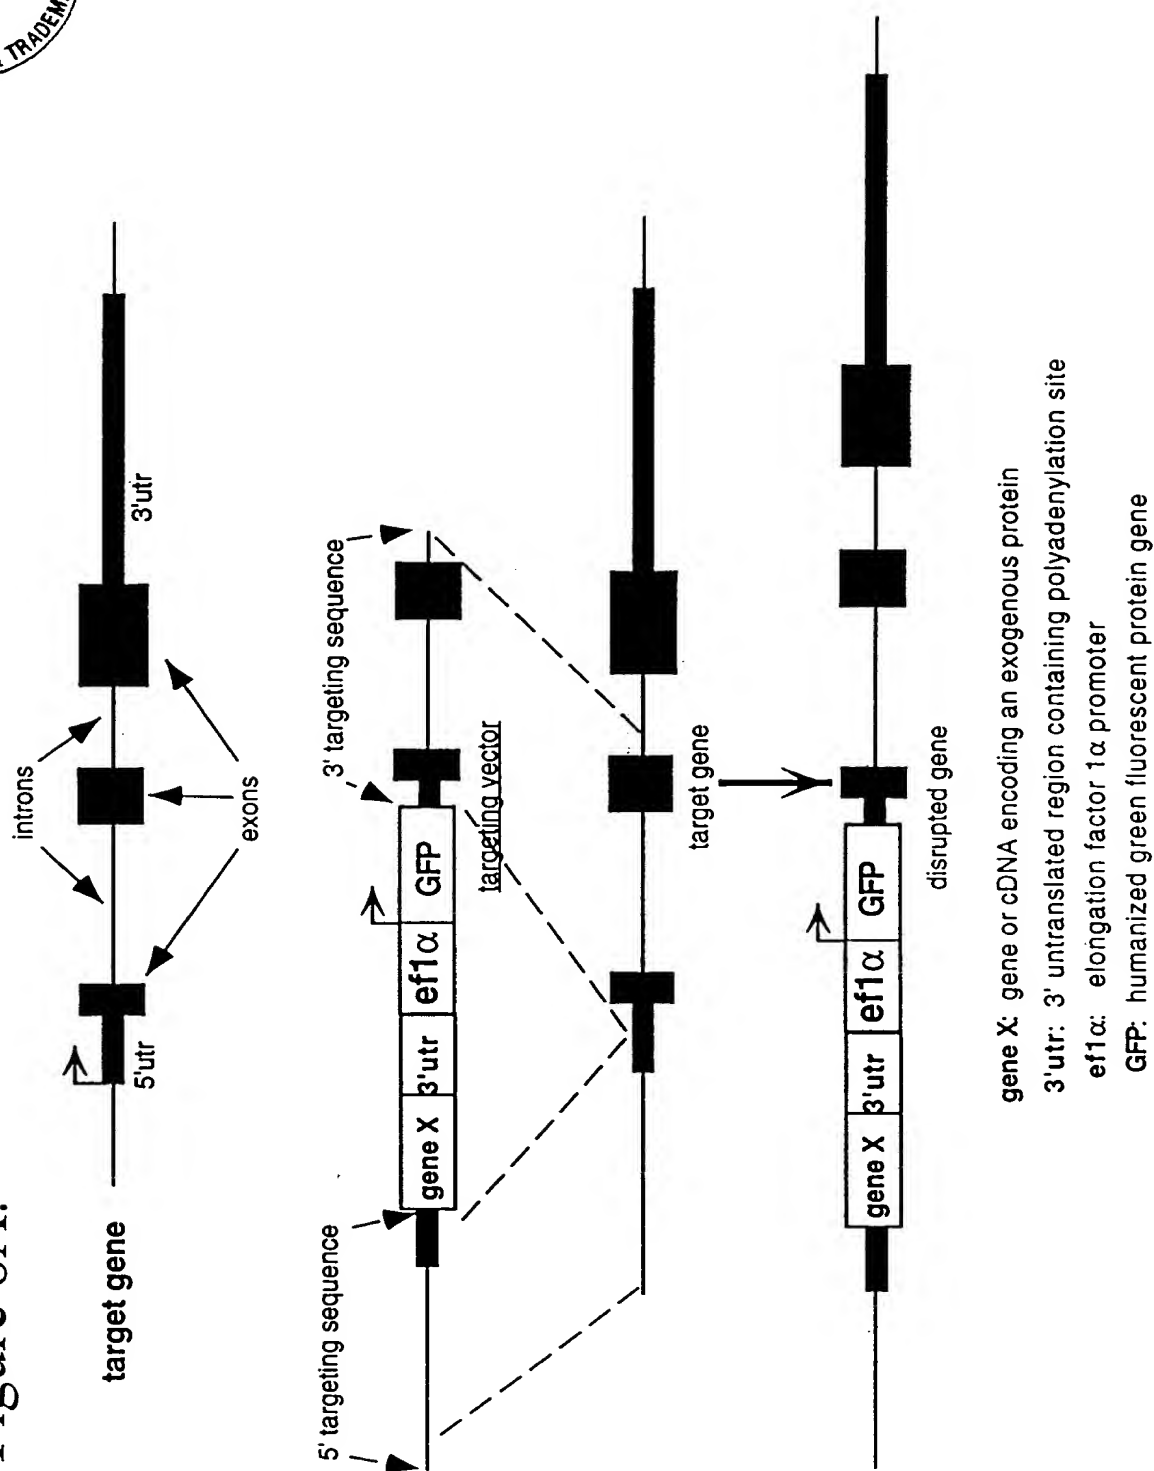 TRADEM
target gene
5'utr
introns
exons
3'utr
5' targeting sequence
3' targeting sequence
gene X 3'utr ef1α GFP
targeting vector
target gene
gene X 3'utr ef1α GFP
disrupted gene
gene X: gene or cDNA encoding an exogenous protein
3'utr: 3' untranslated region containing polyadenylation site
ef1α: elongation factor 1α promoter
GFP: humanized green fluorescent protein gene